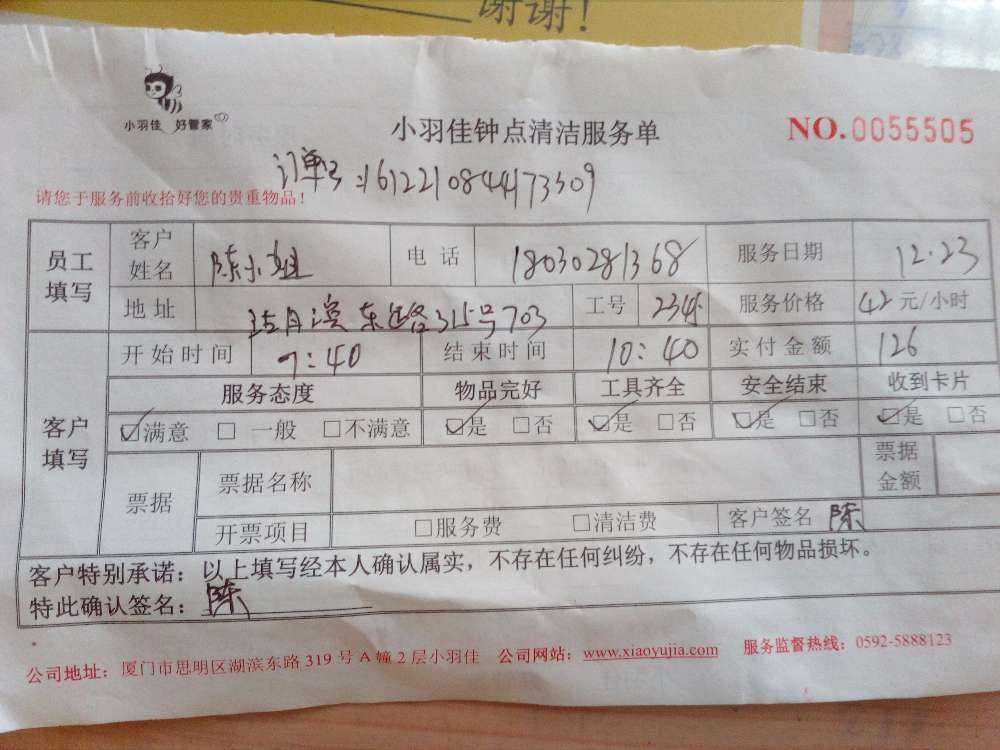 谢谢!
小羽佳 好管家
小羽佳钟点清洁服务单
NO.0055505
订单号:161221084473309
请您于服务前收拾好您的贵重物品!
员工填写 客户姓名 陈小姐 电话 18030281368 服务日期 12.23
地址 东路315号703 工号 服务价格 42元/小时
客户填写 开始时间 7:40 结束时间 10:40 实付金额 126
服务态度 物品完好 工具齐全 安全结束 收到卡片
☑满意 □一般 □不满意 ☑是 □否 ☑是 □否 ☑是 □否 ☑是 □否
票据 票据名称 票据金额
开票项目 □服务费 □清洁费 客户签名 陈
客户特别承诺:以上填写经本人确认属实,不存在任何纠纷,不存在任何物品损坏。
特此确认签名:陈
公司地址:厦门市思明区湖滨东路319号A幢2层小羽佳 公司网站:www.xiaoyujia.com 服务监督热线:0592-5888123